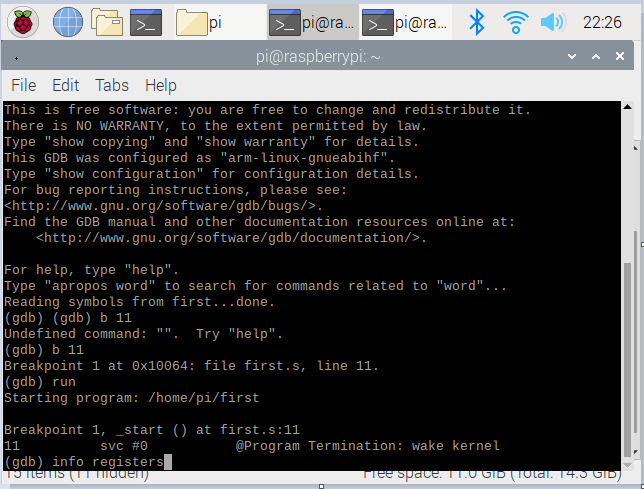 pi
pi@ra...
pi@ra...
22:26
pi@raspberrypi: ~
File Edit Tabs Help
This is free software: you are free to change and redistribute it.
There is NO WARRANTY, to the extent permitted by law.
Type "show copying" and "show warranty" for details.
This GDB was configured as "arm-linux-gnueabihf".
Type "show configuration" for configuration details.
For bug reporting instructions, please see:
<http://www.gnu.org/software/gdb/bugs/>.
Find the GDB manual and other documentation resources online at:
    <http://www.gnu.org/software/gdb/documentation/>.

For help, type "help".
Type "apropos word" to search for commands related to "word"...
Reading symbols from first...done.
(gdb) (gdb) b 11
Undefined command: "".  Try "help".
(gdb) b 11
Breakpoint 1 at 0x10064: file first.s, line 11.
(gdb) run
Starting program: /home/pi/first

Breakpoint 1, _start () at first.s:11
11          svc #0           @Program Termination: wake kernel
(gdb) info registers
15 items (11 hidden) Free space: 11.0 GiB (Total: 14.3 GiB)